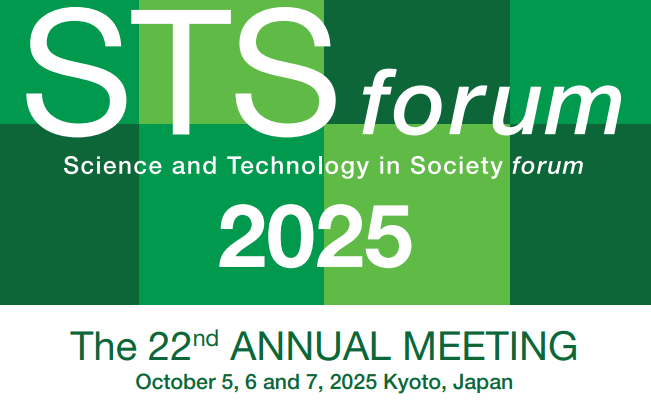 STS forum
Science and Technology in Society forum
2025
The 22nd ANNUAL MEETING
October 5, 6 and 7, 2025 Kyoto, Japan